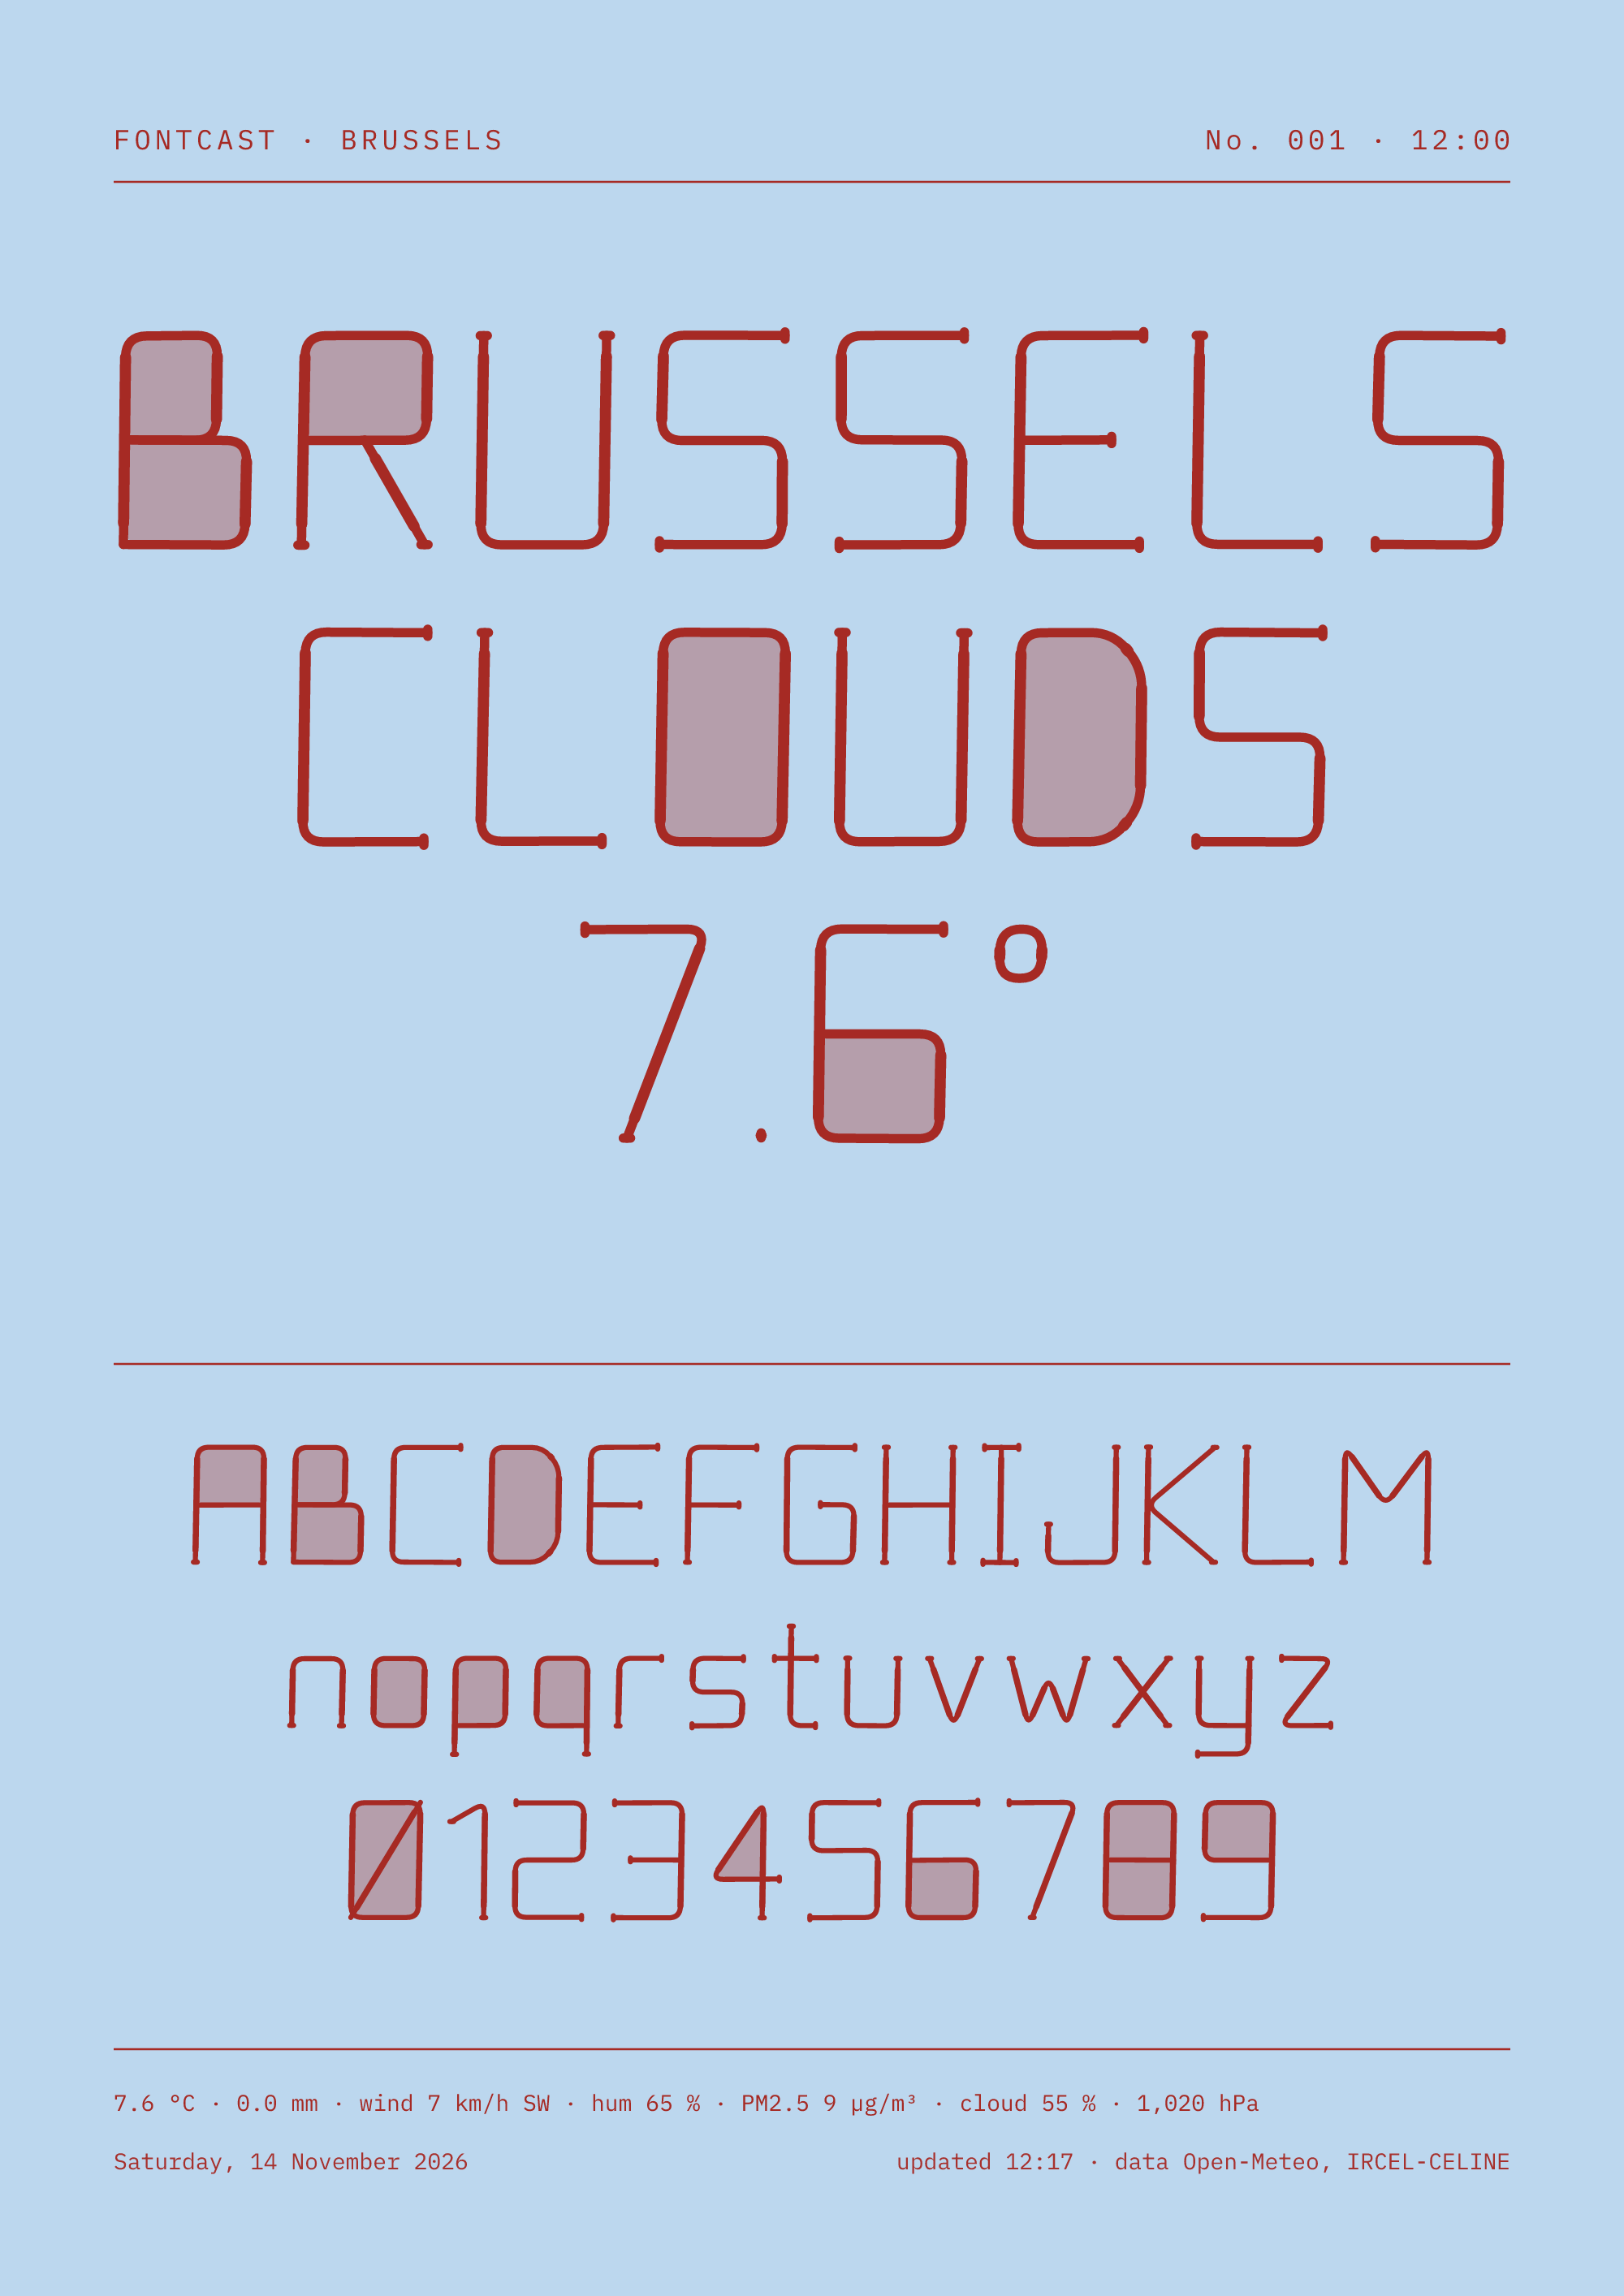 FONTCAST · BRUSSELS
No. 001 · 12:00
BRUSSELS
CLOUDS
7.6°
ABCDEFGHIJKLM
nopqrstuvwxyz
0123456789
7.6 °C · 0.0 mm · wind 7 km/h SW · hum 65 % · PM2.5 9 µg/m³ · cloud 55 % · 1,020 hPa
Saturday, 14 November 2026
updated 12:17 · data Open-Meteo, IRCEL-CELINE